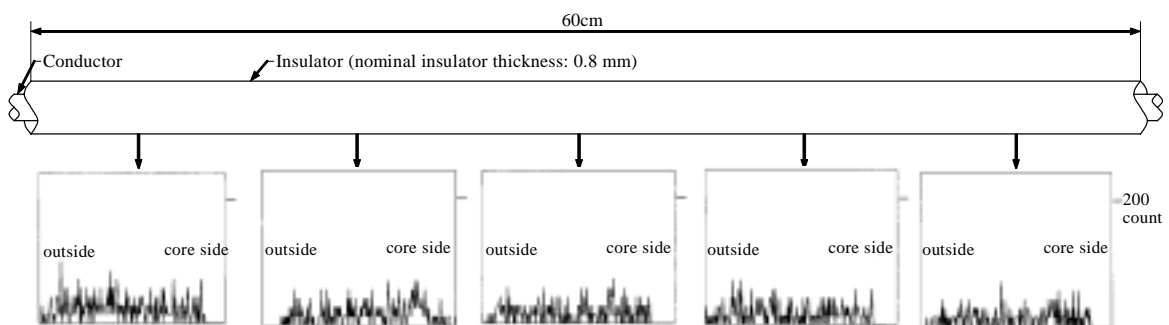 60cm
Conductor
Insulator (nominal insulator thickness: 0.8 mm)
200
count
outside
core side
outside
core side
outside
core side
outside
core side
outside
core side